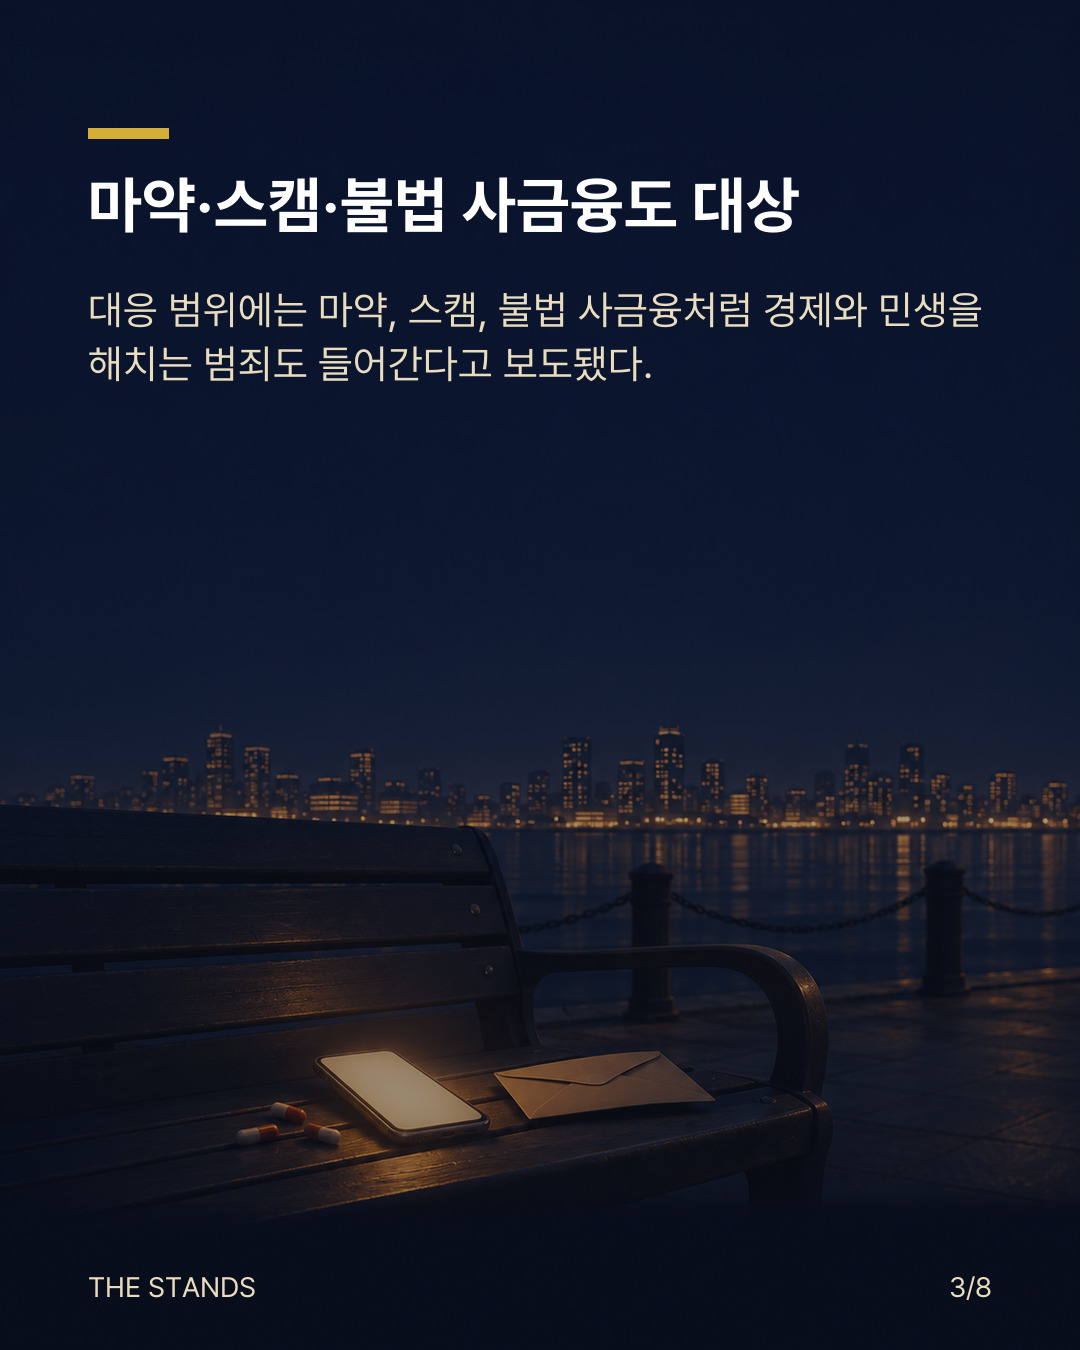 마약·스캠·불법 사금융도 대상
대응 범위에는 마약, 스캠, 불법 사금융처럼 경제와 민생을
해치는 범죄도 들어간다고 보도됐다.
THE STANDS
3/8